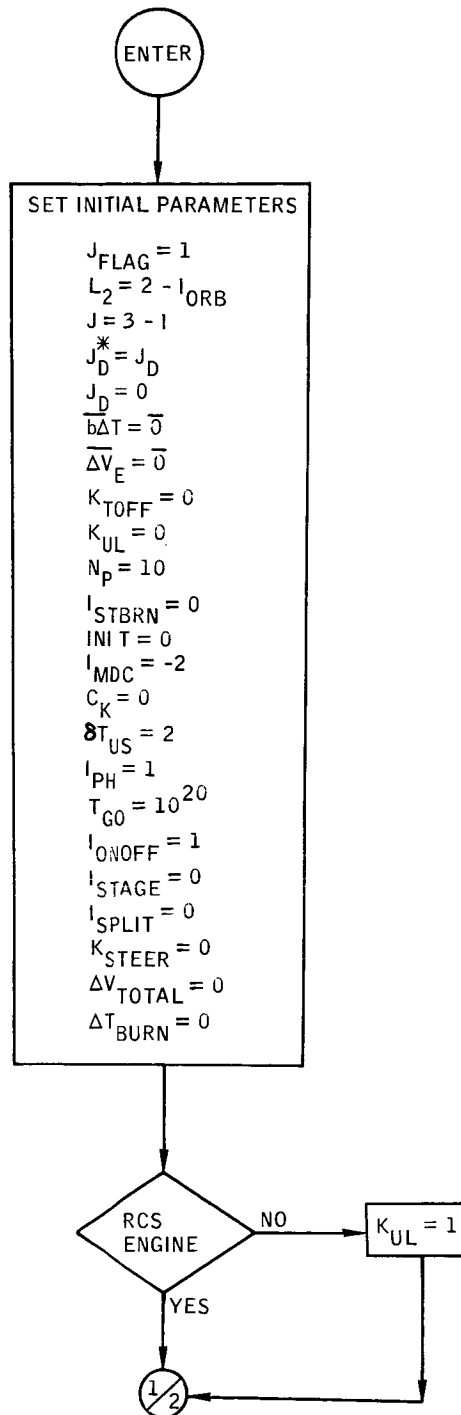 ENTER
SET INITIAL PARAMETERS
J_FLAG = 1
L_2 = 2 - I_ORB
J = 3 - 1
J_D^* = J_D
J_D = 0
b̅Δ̅T = 0̅
Δ̅V̅_E = 0̅
K_TOFF = 0
K_UL = 0
N_P = 10
I_STBRN = 0
INIT = 0
I_MDC = -2
C_K = 0
δT_US = 2
I_PH = 1
T_GO = 10^20
I_ONOFF = 1
I_STAGE = 0
I_SPLIT = 0
K_STEER = 0
ΔV_TOTAL = 0
ΔT_BURN = 0
RCS
ENGINE
NO
K_UL = 1
YES
1/2